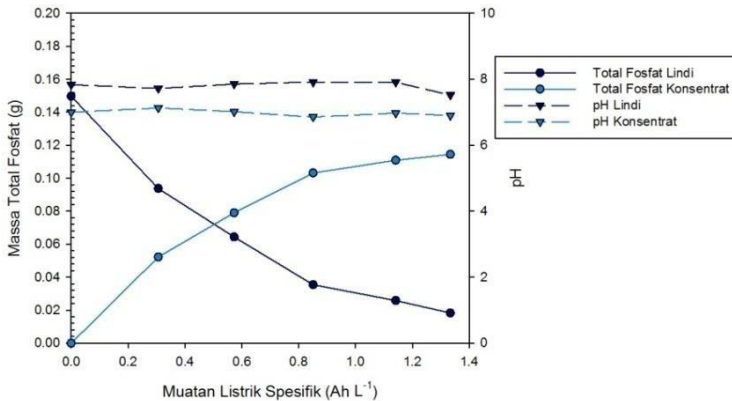 Massa Total Fosfat (g)
0.20
0.18
0.16
0.14
0.12
0.10
0.08
0.06
0.04
0.02
0.00
0.0 0.2 0.4 0.6 0.8 1.0 1.2 1.4
Muatan Listrik Spesifik (Ah L⁻¹)
10
8
6
4
2
0
pH
Total Fosfat Lindi
Total Fosfat Konsentrat
pH Lindi
pH Konsentrat